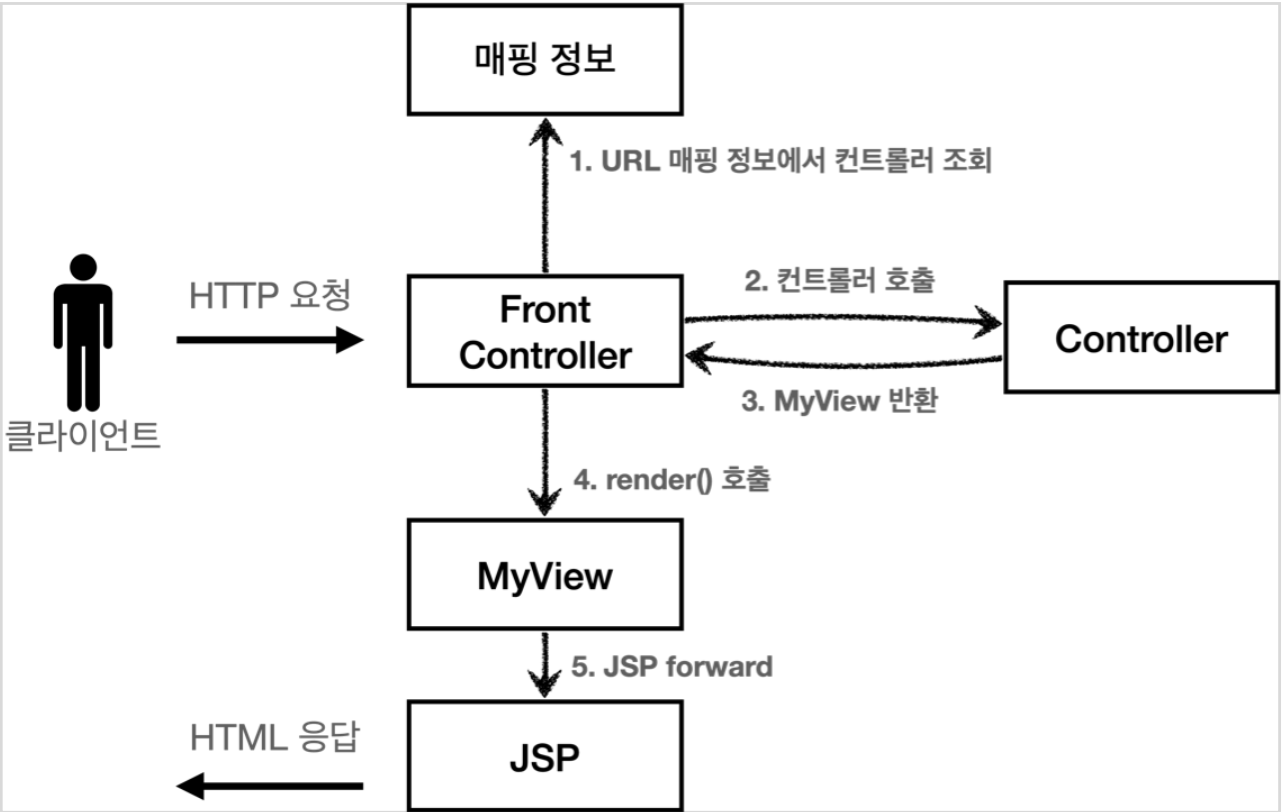 매핑 정보
1. URL 매핑 정보에서 컨트롤러 조회
HTTP 요청
클라이언트
Front
Controller
2. 컨트롤러 호출
3. MyView 반환
Controller
4. render() 호출
MyView
5. JSP forward
HTML 응답
JSP